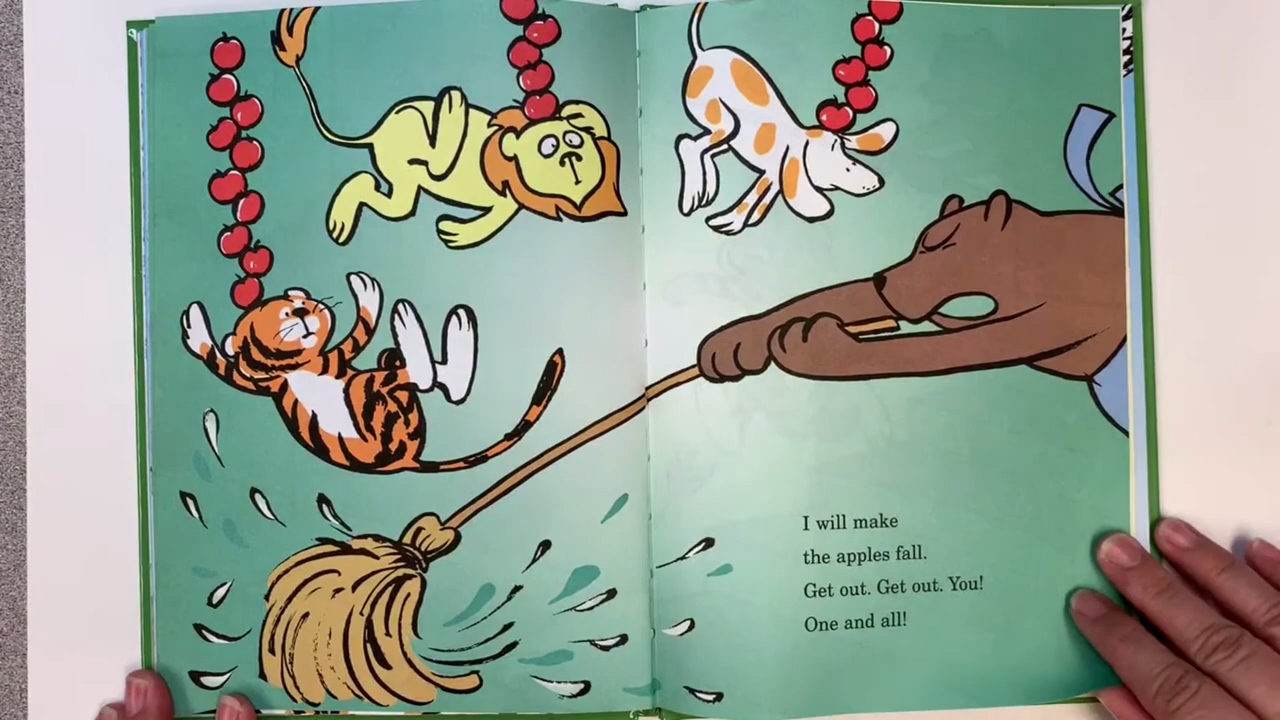 I will make
the apples fall.
Get out. Get out. You!
One and all!